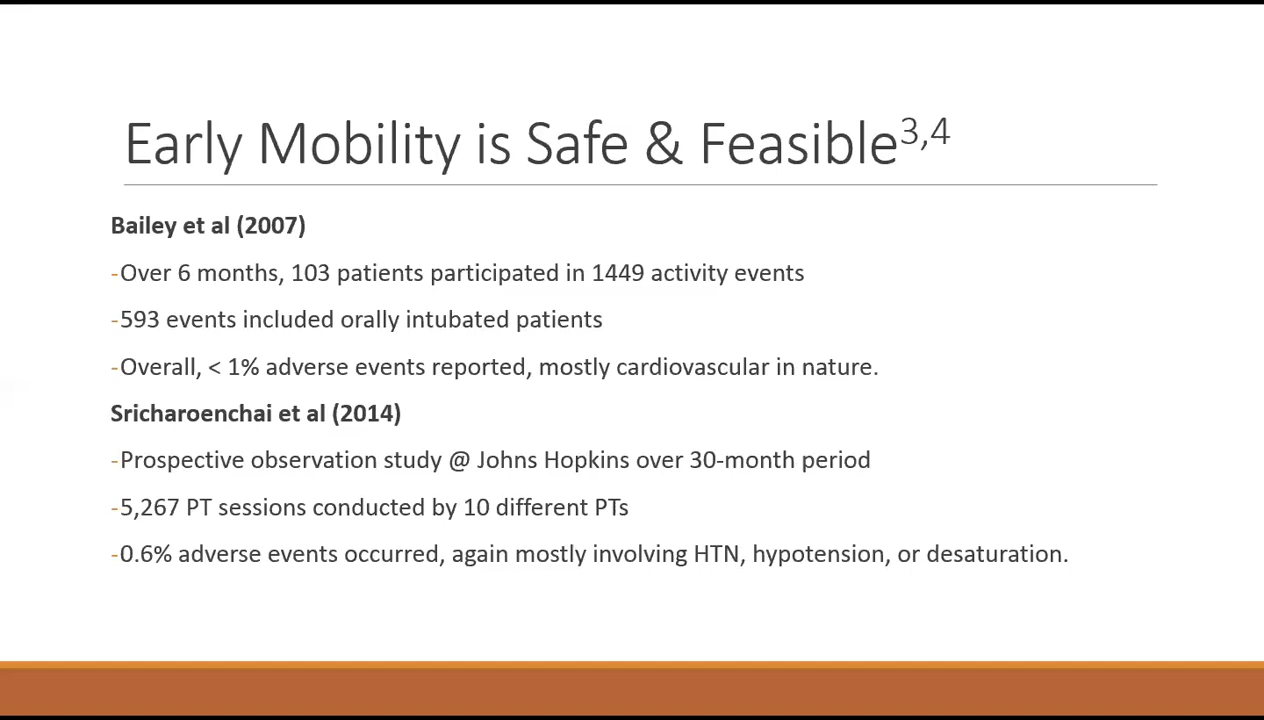 Early Mobility is Safe & Feasible3,4
Bailey et al (2007)
-Over 6 months, 103 patients participated in 1449 activity events
-593 events included orally intubated patients
-Overall, < 1% adverse events reported, mostly cardiovascular in nature.
Sricharoenchai et al (2014)
-Prospective observation study @ Johns Hopkins over 30-month period
-5,267 PT sessions conducted by 10 different PTs
-0.6% adverse events occurred, again mostly involving HTN, hypotension, or desaturation.